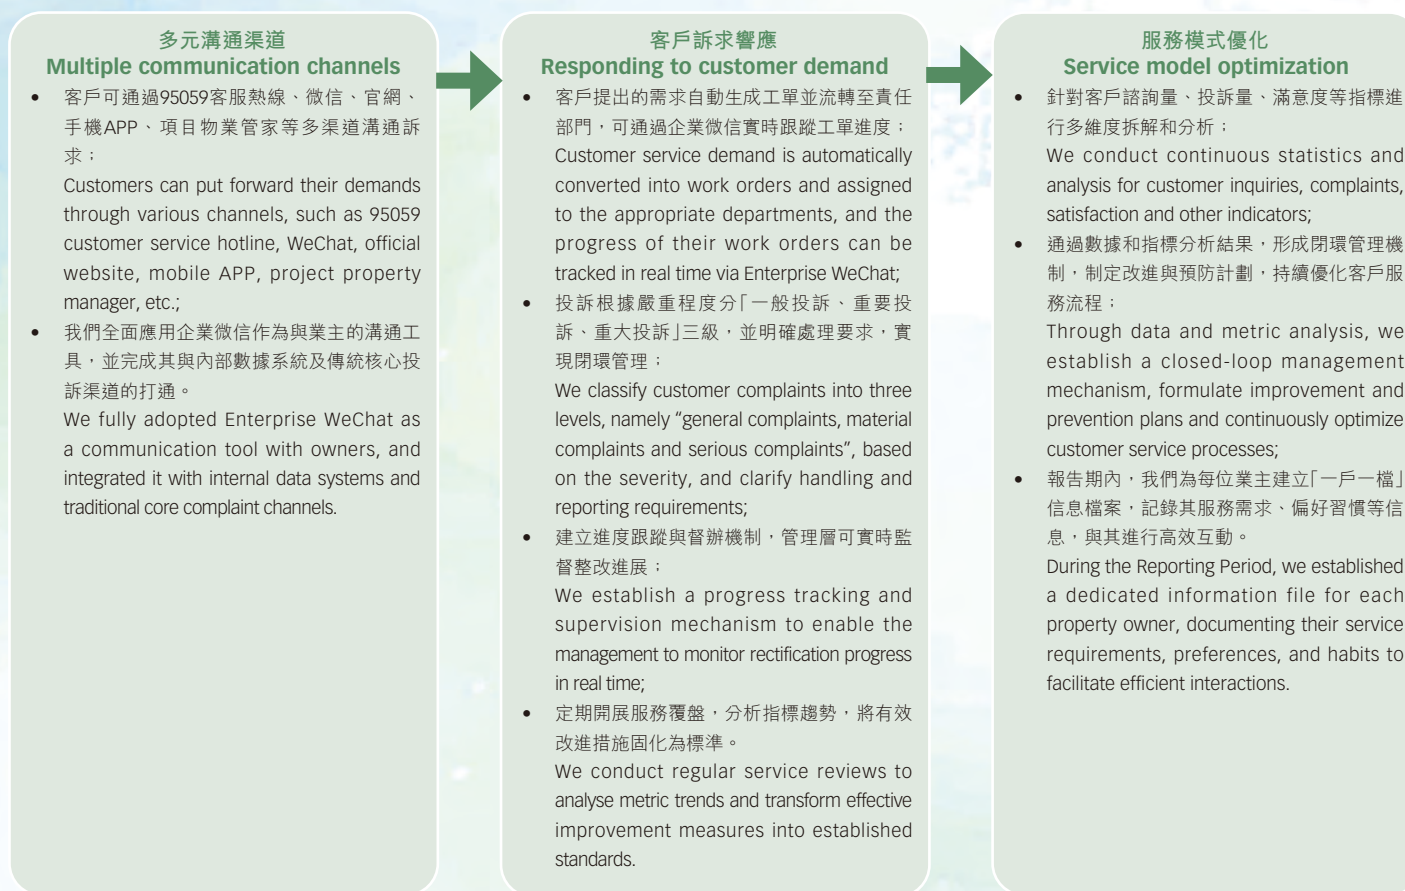 多元溝通渠道
Multiple communication channels
• 客戶可通過95059客服熱線、微信、官網、
手機APP、項目物業管家等多渠道溝通訴
求；
Customers can put forward their demands
through various channels, such as 95059
customer service hotline, WeChat, official
website, mobile APP, project property
manager, etc.;
• 我們全面應用企業微信作為與業主的溝通工
具，並完成其與內部數據系統及傳統核心投
訴渠道的打通。
We fully adopted Enterprise WeChat as
a communication tool with owners, and
integrated it with internal data systems and
traditional core complaint channels.
客戶訴求響應
Responding to customer demand
• 客戶提出的需求自動生成工單並流轉至責任
部門，可通過企業微信實時跟蹤工單進度；
Customer service demand is automatically
converted into work orders and assigned
to the appropriate departments, and the
progress of their work orders can be
tracked in real time via Enterprise WeChat;
• 投訴根據嚴重程度分「一般投訴、重要投
訴、重大投訴」三級，並明確處理要求，實
現閉環管理；
We classify customer complaints into three
levels, namely “general complaints, material
complaints and serious complaints”, based
on the severity, and clarify handling and
reporting requirements;
• 建立進度跟蹤與督辦機制，管理層可實時監
督整改進展；
We establish a progress tracking and
supervision mechanism to enable the
management to monitor rectification progress
in real time;
• 定期開展服務覆盤，分析指標趨勢，將有效
改進措施固化為標準。
We conduct regular service reviews to
analyse metric trends and transform effective
improvement measures into established
standards.
服務模式優化
Service model optimization
• 針對客戶諮詢量、投訴量、滿意度等指標進
行多維度拆解和分析；
We conduct continuous statistics and
analysis for customer inquiries, complaints,
satisfaction and other indicators;
• 通過數據和指標分析結果，形成閉環管理機
制，制定改進與預防計劃，持續優化客戶服
務流程；
Through data and metric analysis, we
establish a closed-loop management
mechanism, formulate improvement and
prevention plans and continuously optimize
customer service processes;
• 報告期內，我們為每位業主建立「一戶一檔」
信息檔案，記錄其服務需求、偏好習慣等信
息，與其進行高效互動。
During the Reporting Period, we established
a dedicated information file for each
property owner, documenting their service
requirements, preferences, and habits to
facilitate efficient interactions.